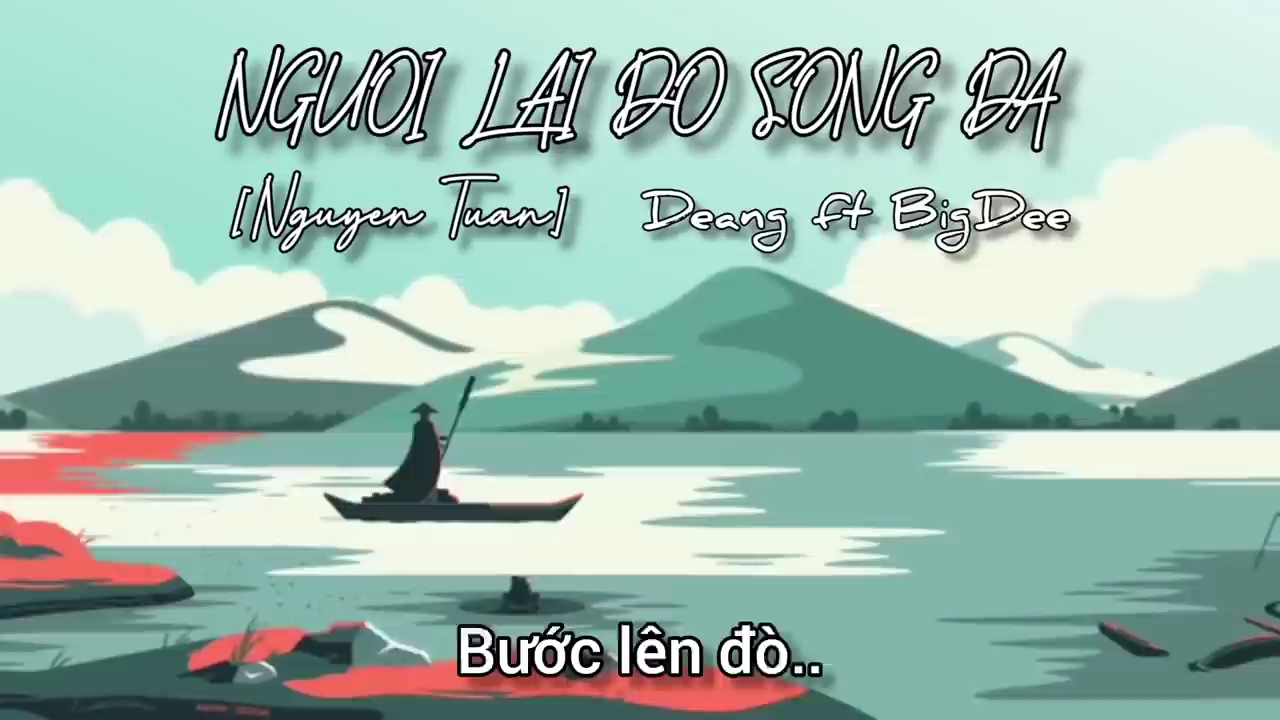 NGUOI LAI DO SONG DA
[Nguyen Tuan] Deang ft BigDee
Bước lên đò..